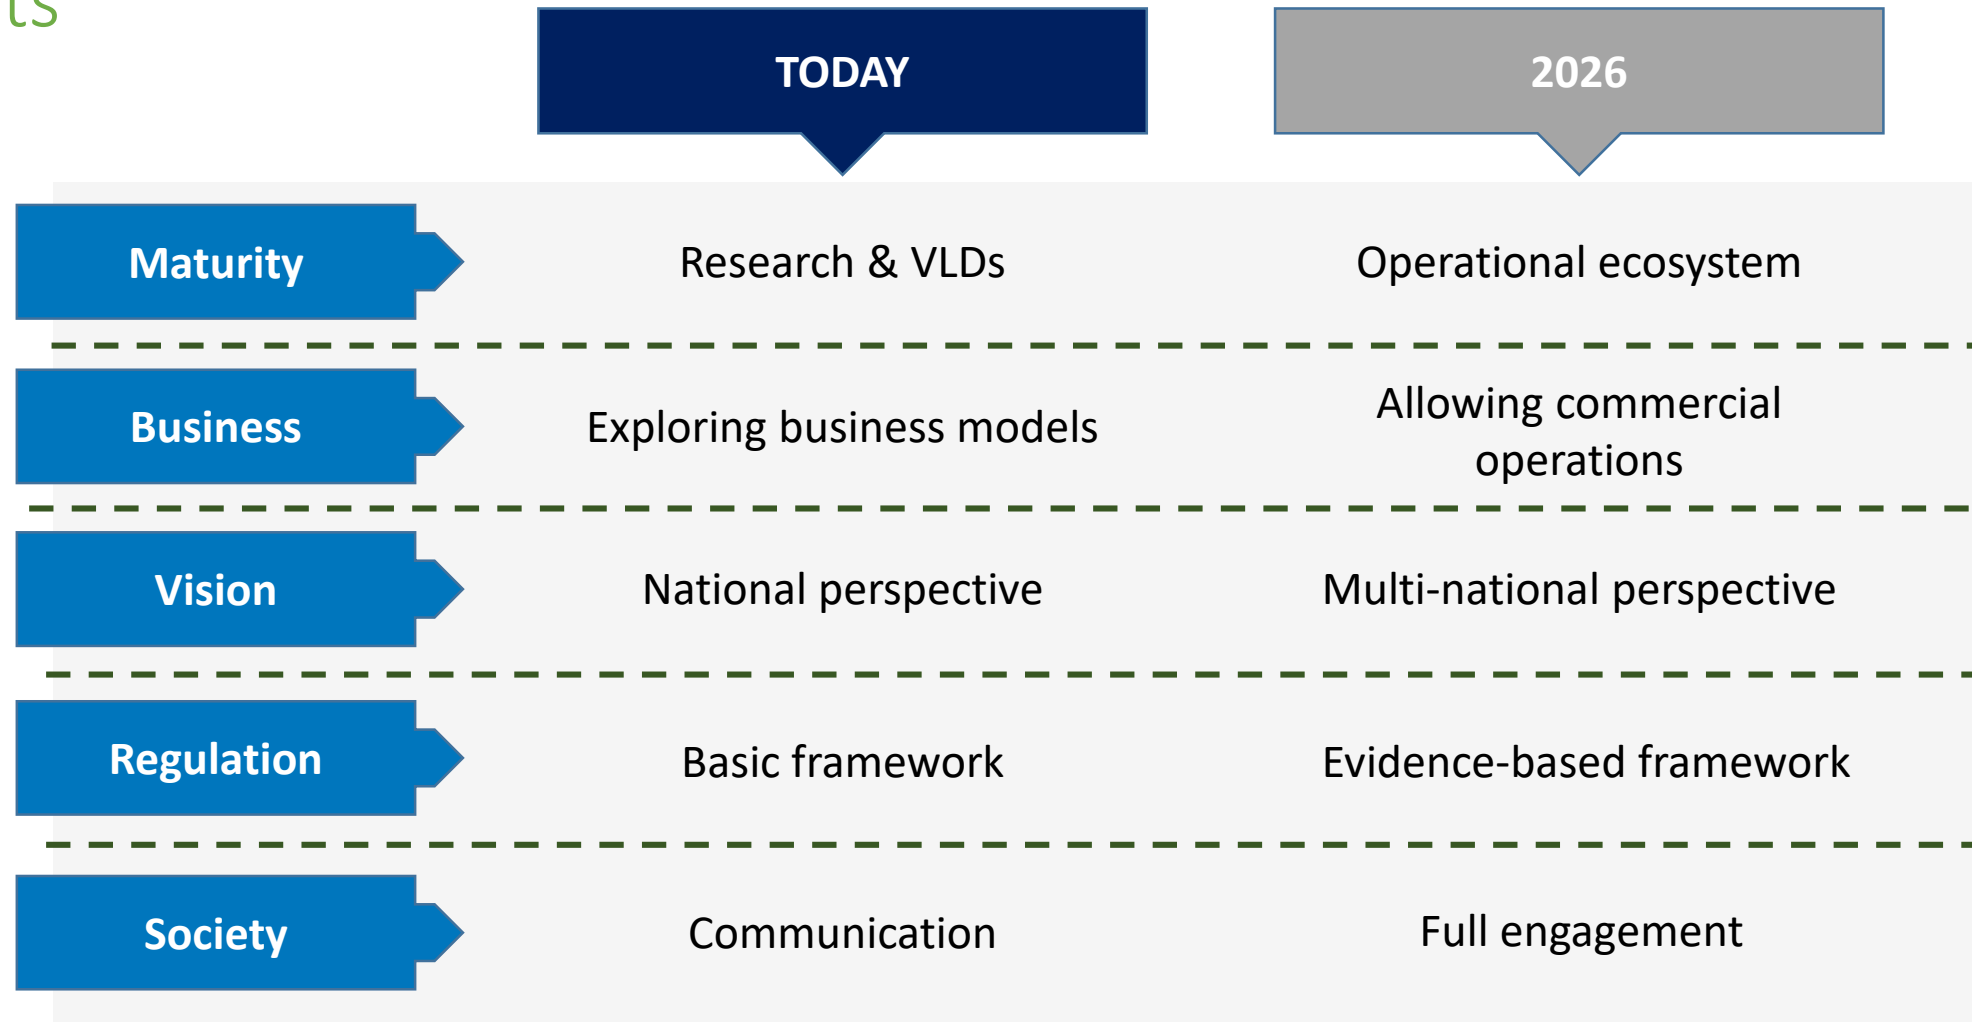 ts
TODAY
2026
Maturity
Research & VLDs
Operational ecosystem
Business
Exploring business models
Allowing commercial
operations
Vision
National perspective
Multi-national perspective
Regulation
Basic framework
Evidence-based framework
Society
Communication
Full engagement